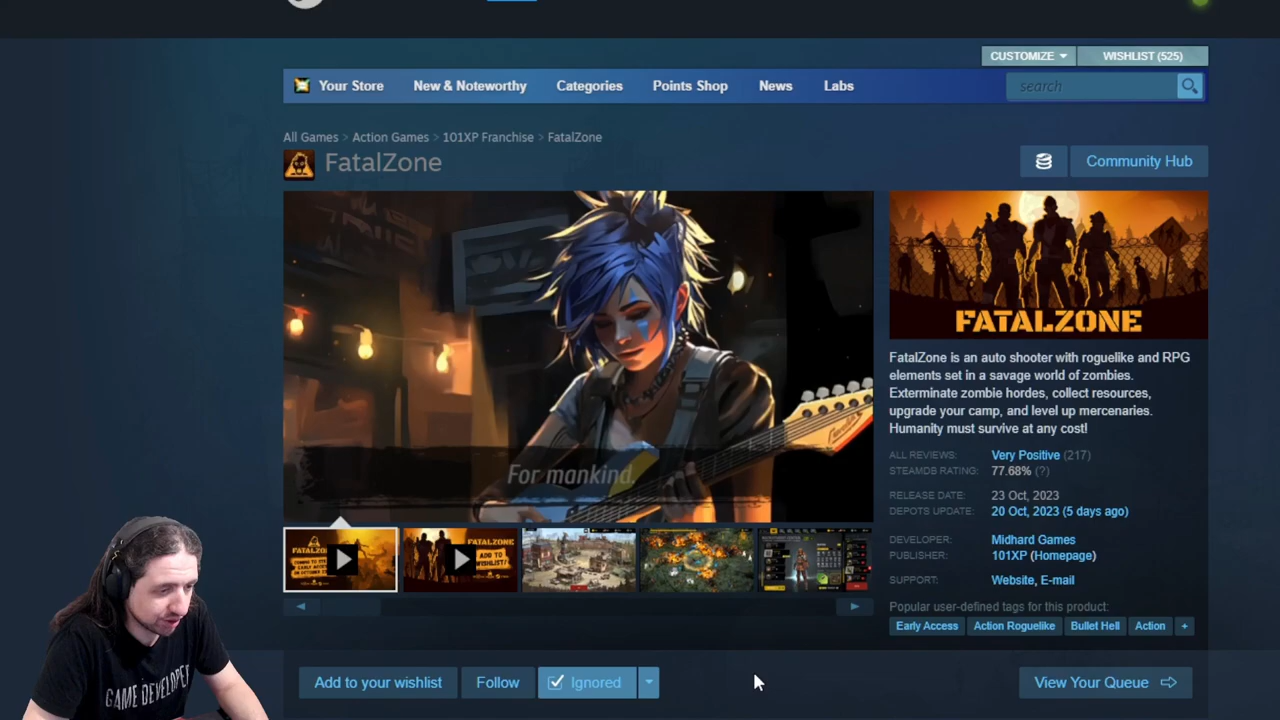 CUSTOMIZE
WISHLIST (525)
Your Store
New & Noteworthy
Categories
Points Shop
News
Labs
search
All Games > Action Games > 101XP Franchise > FatalZone
FatalZone
Community Hub
For mankind.
FATALZONE
FatalZone is an auto shooter with roguelike and RPG
elements set in a savage world of zombies.
Exterminate zombie hordes, collect resources,
upgrade your camp, and level up mercenaries.
Humanity must survive at any cost!
ALL REVIEWS: Very Positive (217)
STEAMDB RATING: 77.68% (?)
RELEASE DATE: 23 Oct, 2023
DEPOTS UPDATE: 20 Oct, 2023 (5 days ago)
DEVELOPER: Midhard Games
PUBLISHER: 101XP (Homepage)
SUPPORT: Website, E-mail
Popular user-defined tags for this product:
Early Access
Action Roguelike
Bullet Hell
Action
+
FATALZONE
ADD TO
WISHLIST!
Add to your wishlist
Follow
Ignored
View Your Queue
GAME DEVELOPER